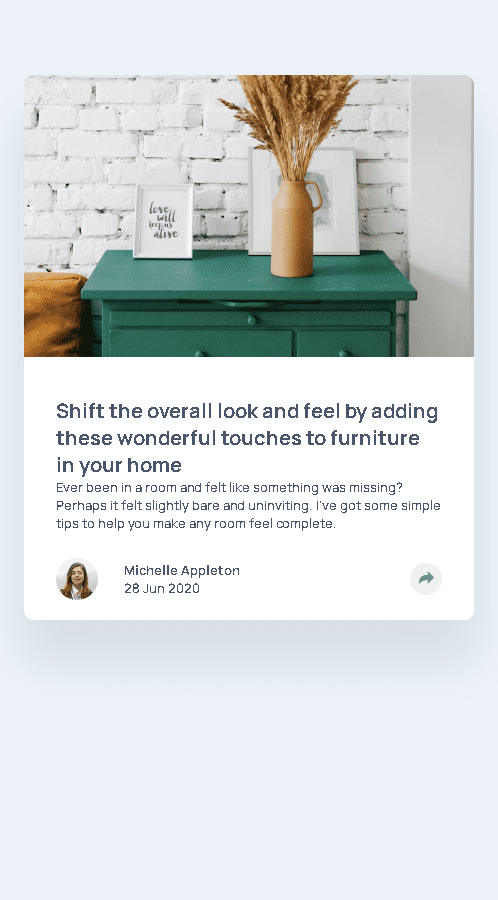 love
will
keep us
alive
Shift the overall look and feel by adding
these wonderful touches to furniture
in your home
Ever been in a room and felt like something was missing?
Perhaps it felt slightly bare and uninviting. I've got some simple
tips to help you make any room feel complete.
Michelle Appleton
28 Jun 2020